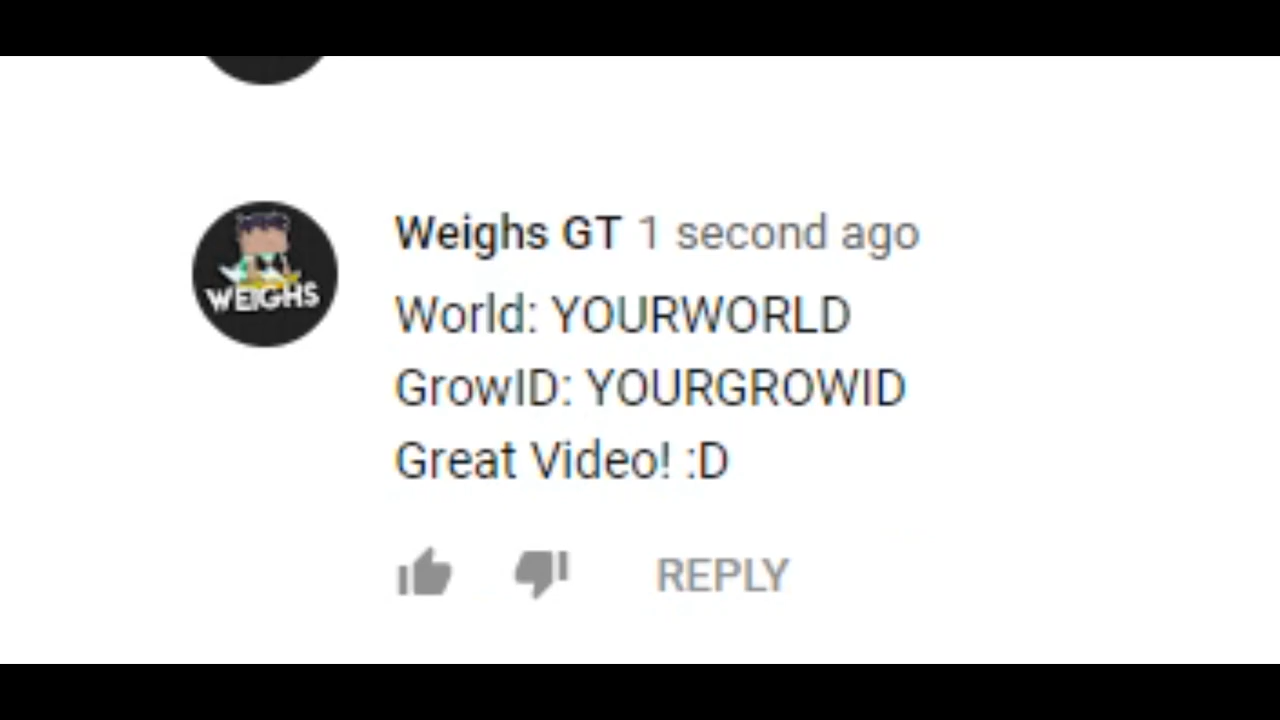 WEIGHS
Weighs GT 1 second ago
World: YOURWORLD
GrowID: YOURGROWID
Great Video! :D
REPLY